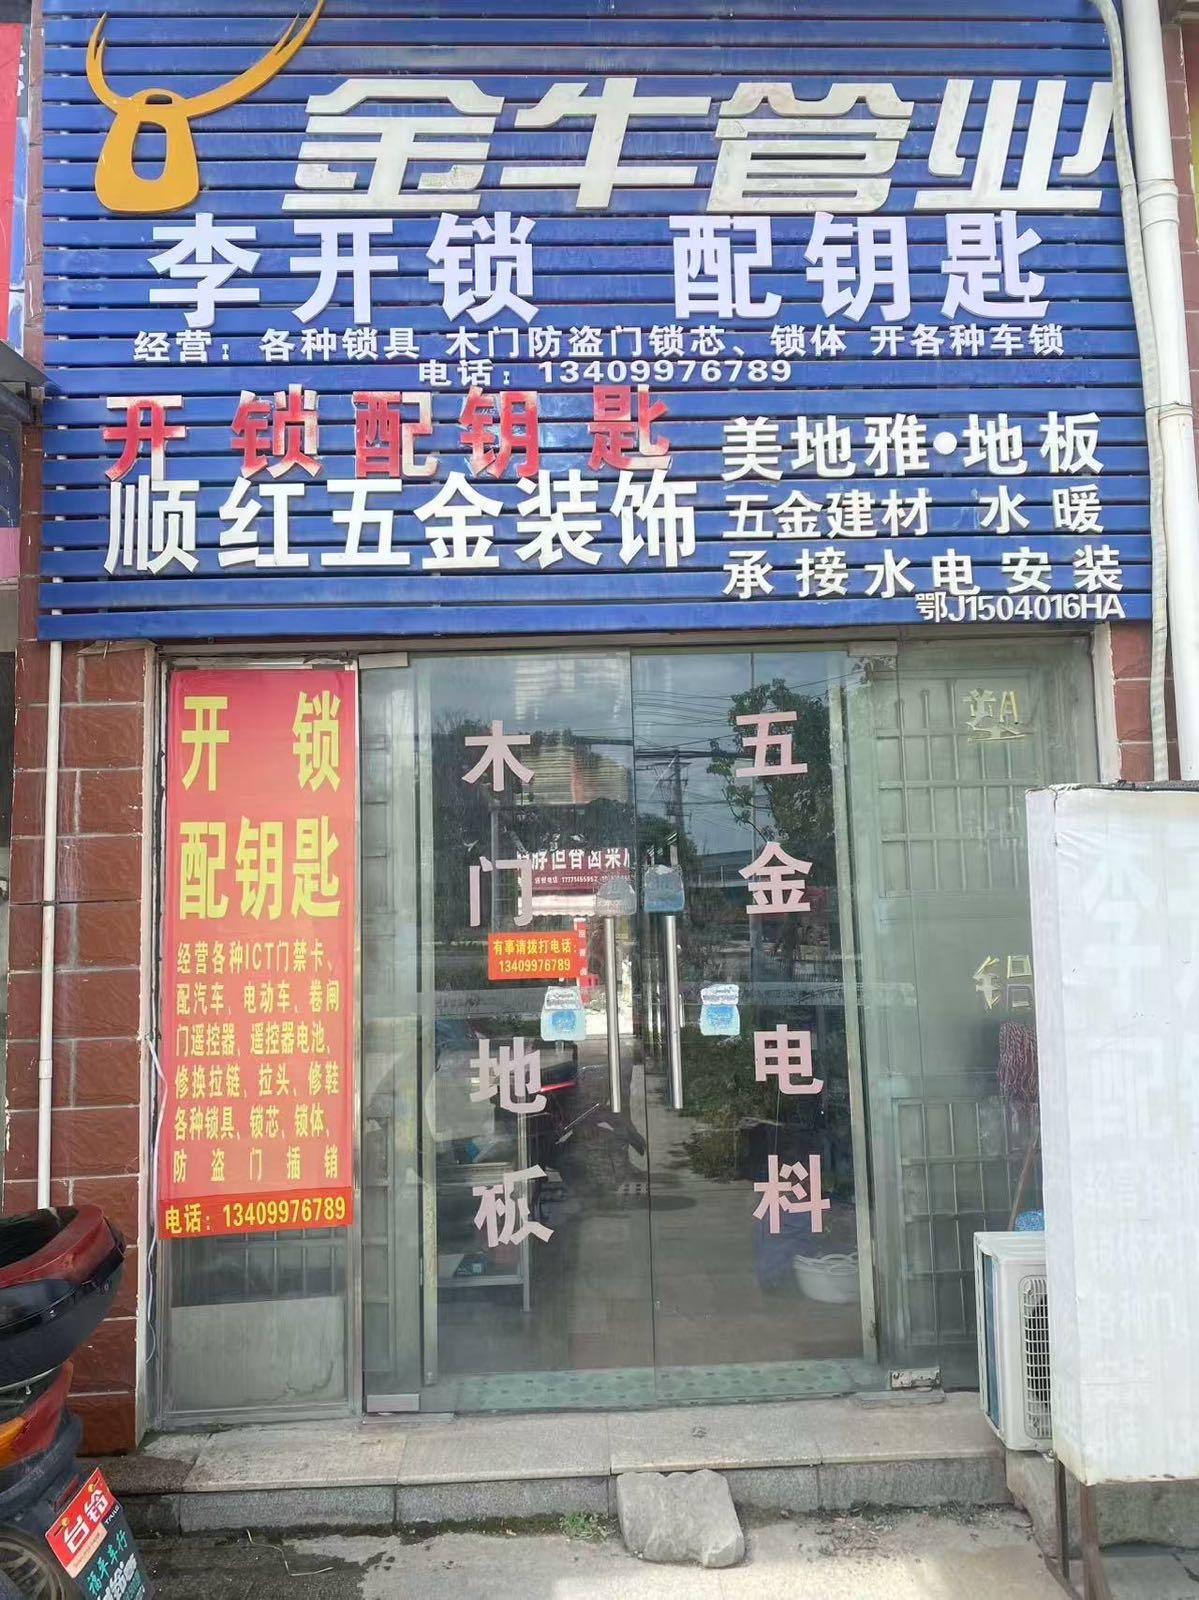 金牛管业
李开锁 配钥匙
经营：各种锁具 木门防盗门锁芯、锁体 开各种车锁
电话：13409976789
开锁配钥匙
顺红五金装饰
美地雅·地板
五金建材 水暖
承接水电安装
鄂J1504016HA
开锁
配钥匙
经营各种ICT门禁卡、
配汽车、电动车、卷闸
门遥控器、遥控器电池、
修换拉链、拉头、修鞋
各种锁具、锁芯、锁体、
防盗门插销
电话：13409976789
木门地板
有事请拨打电话：
13409976789
五金电料
塑
铝
台铃
福平车行